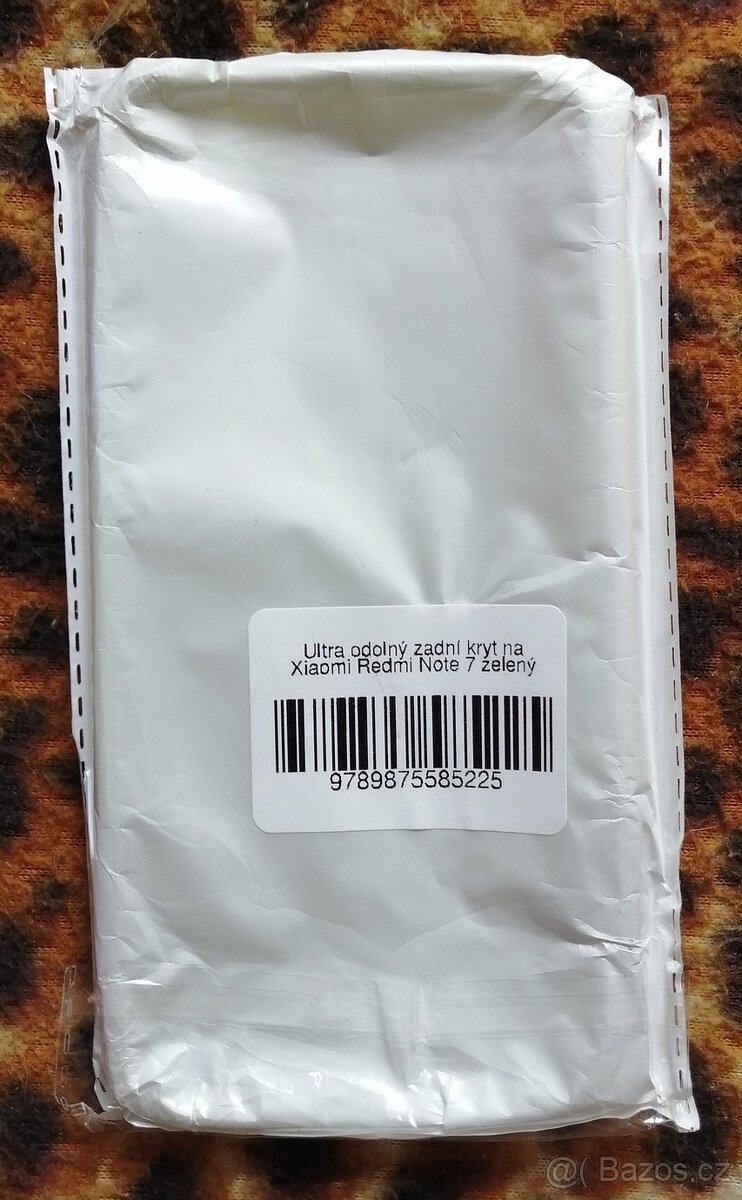 Ultra odolný zadní kryt na
Xiaomi Redmi Note 7 zelený
9789875585225
@( Bazos.cz